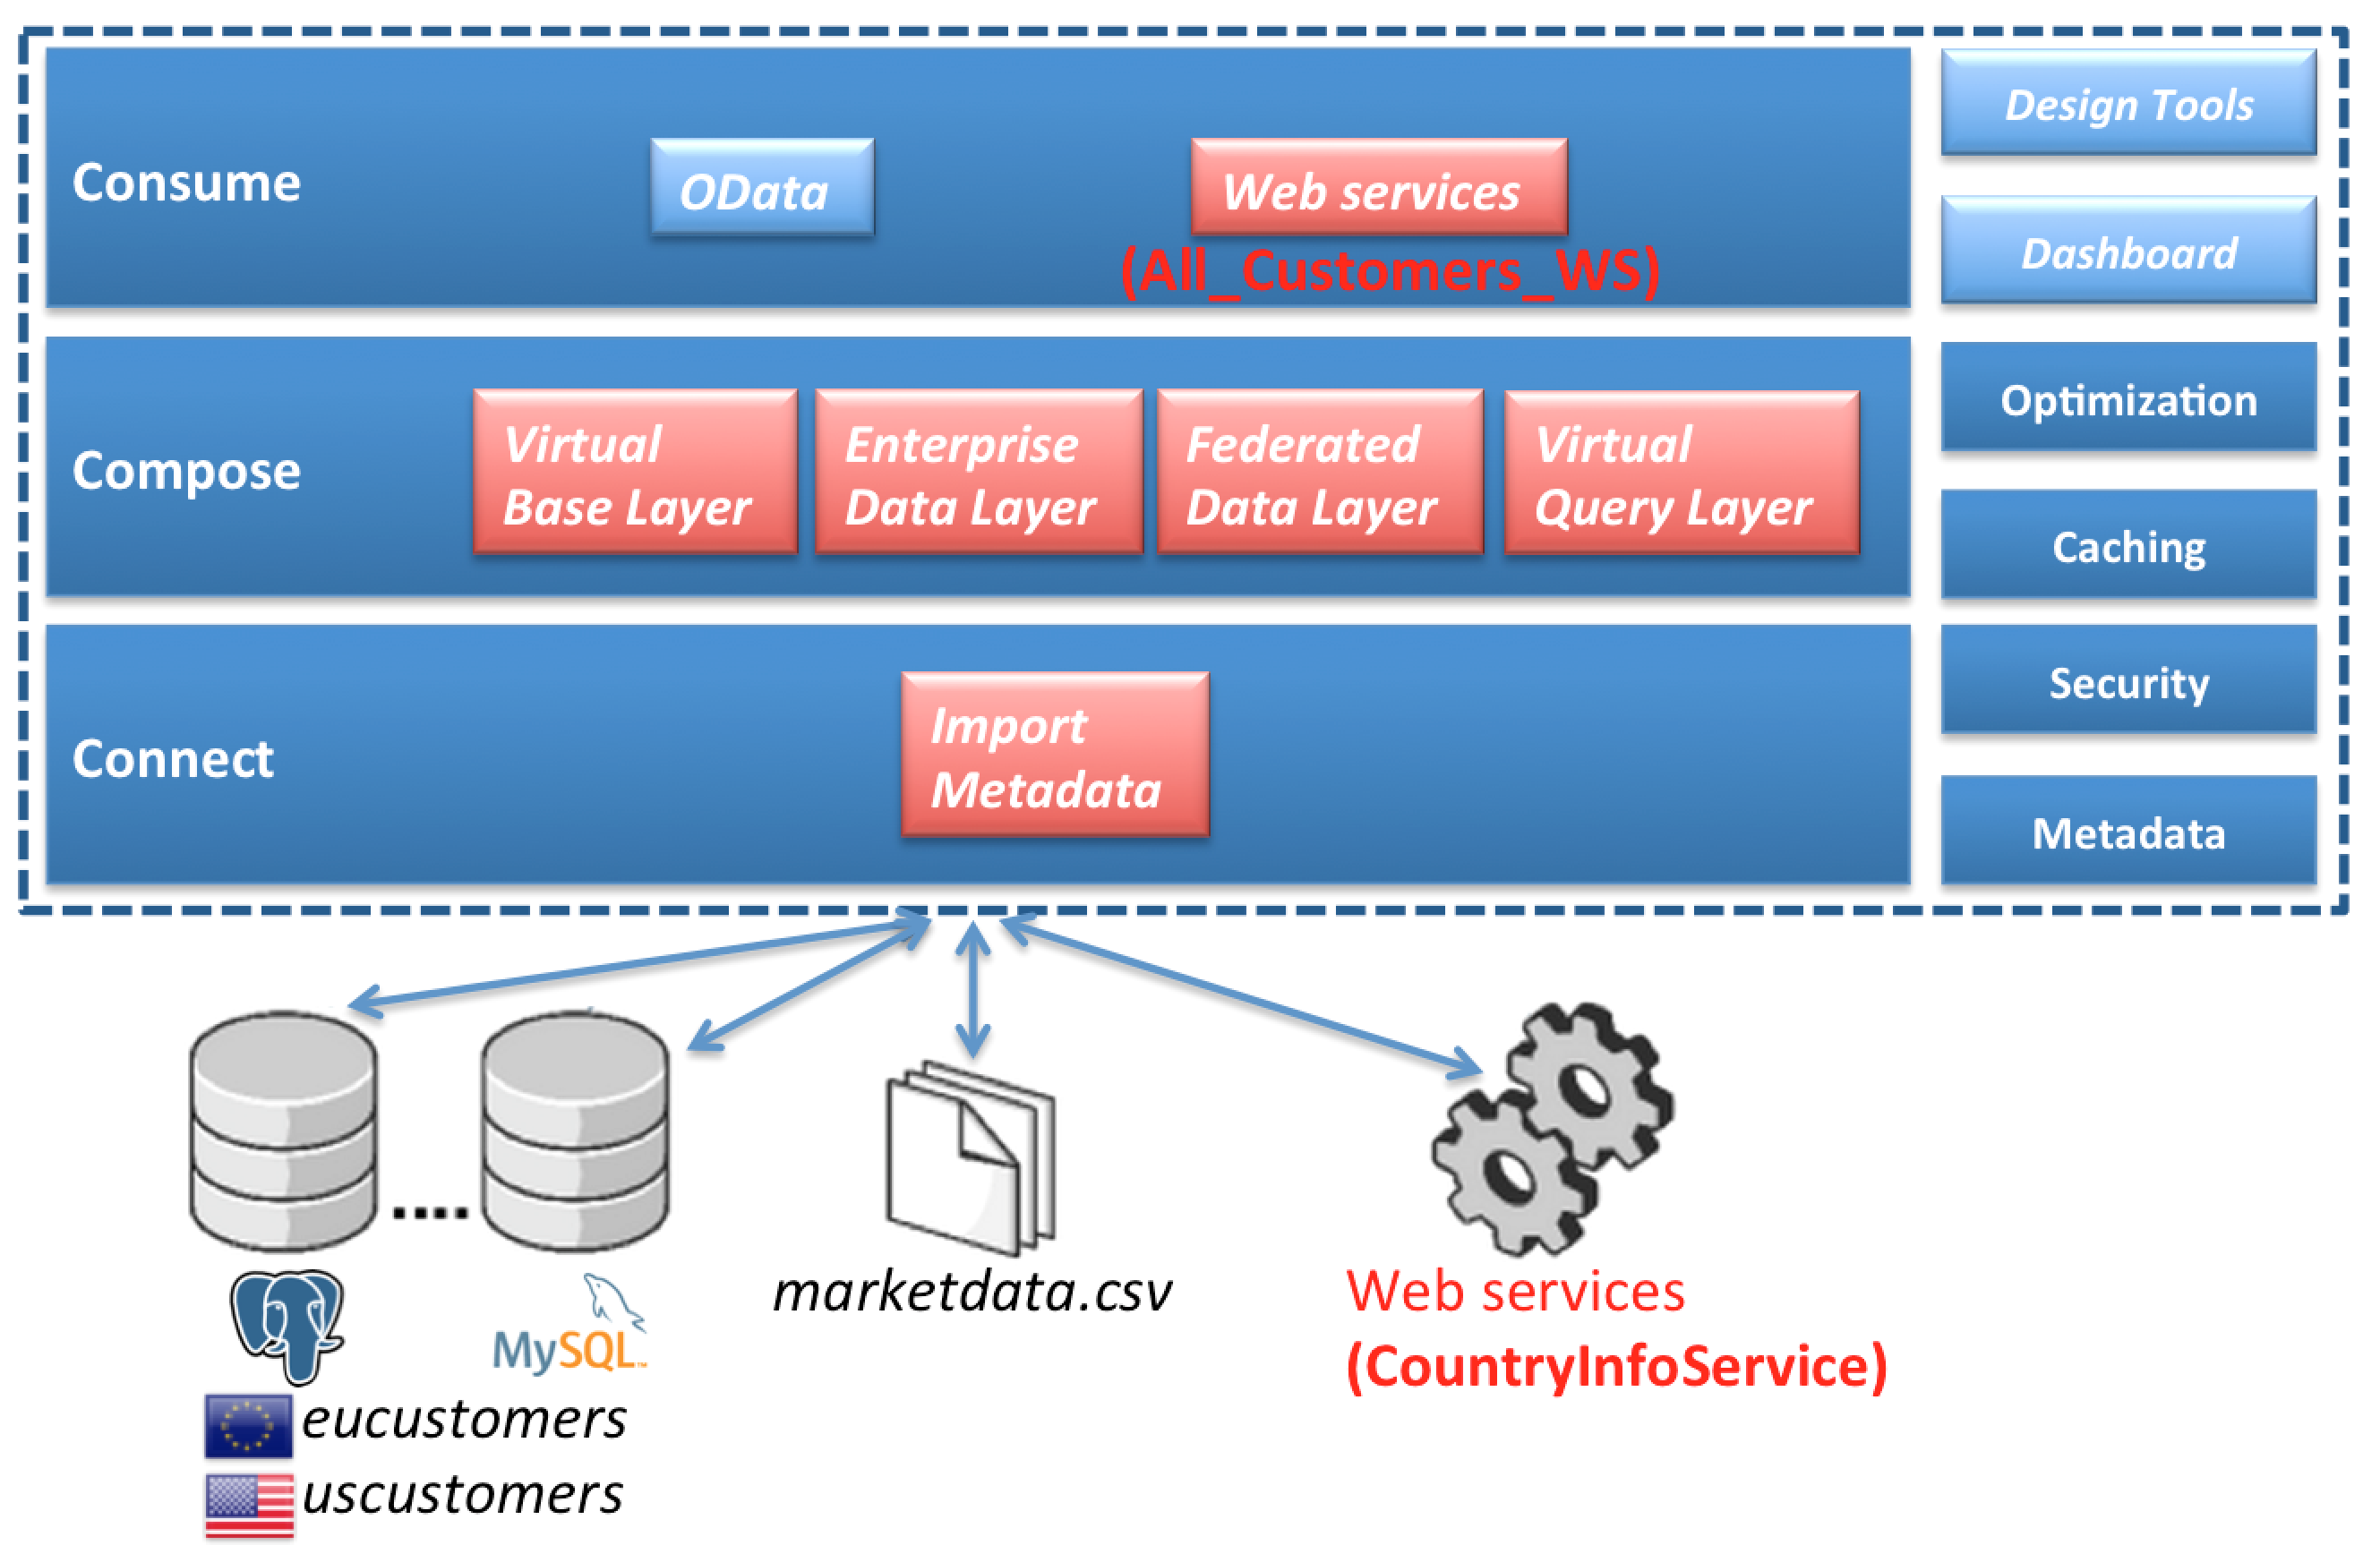 Consume
OData
Web services
(All_Customers_WS)
Compose
Virtual
Base Layer
Enterprise
Data Layer
Federated
Data Layer
Virtual
Query Layer
Connect
Import
Metadata
Design Tools
Dashboard
Optimization
Caching
Security
Metadata
....
MySQL™
eucustomers
uscustomers
marketdata.csv
Web services
(CountryInfoService)